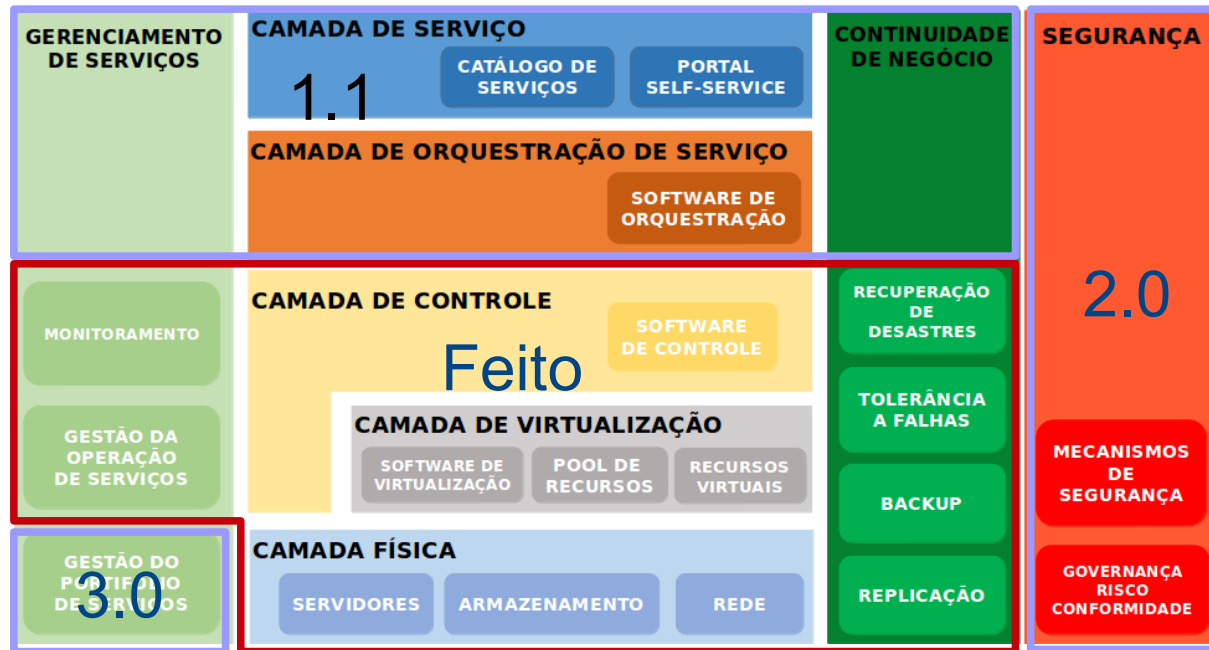 GERENCIAMENTO
DE SERVIÇOS
CAMADA DE SERVIÇO
1.1
CATÁLOGO DE
SERVIÇOS
PORTAL
SELF-SERVICE
CONTINUIDADE
DE NEGÓCIO
SEGURANÇA
CAMADA DE ORQUESTRAÇÃO DE SERVIÇO
SOFTWARE DE
ORQUESTRAÇÃO
2.0
MONITORAMENTO
CAMADA DE CONTROLE
SOFTWARE
DE CONTROLE
Feito
RECUPERAÇÃO
DE
DESASTRES
GESTÃO DA
OPERAÇÃO
DE SERVIÇOS
CAMADA DE VIRTUALIZAÇÃO
SOFTWARE DE
VIRTUALIZAÇÃO
POOL DE
RECURSOS
RECURSOS
VIRTUAIS
TOLERÂNCIA
A FALHAS
BACKUP
MECANISMOS
DE
SEGURANÇA
GESTÃO DO
PORTIFÓLIO
DE SERVIÇOS
3.0
CAMADA FÍSICA
SERVIDORES
ARMAZENAMENTO
REDE
REPLICAÇÃO
GOVERNANÇA
RISCO
CONFORMIDADE